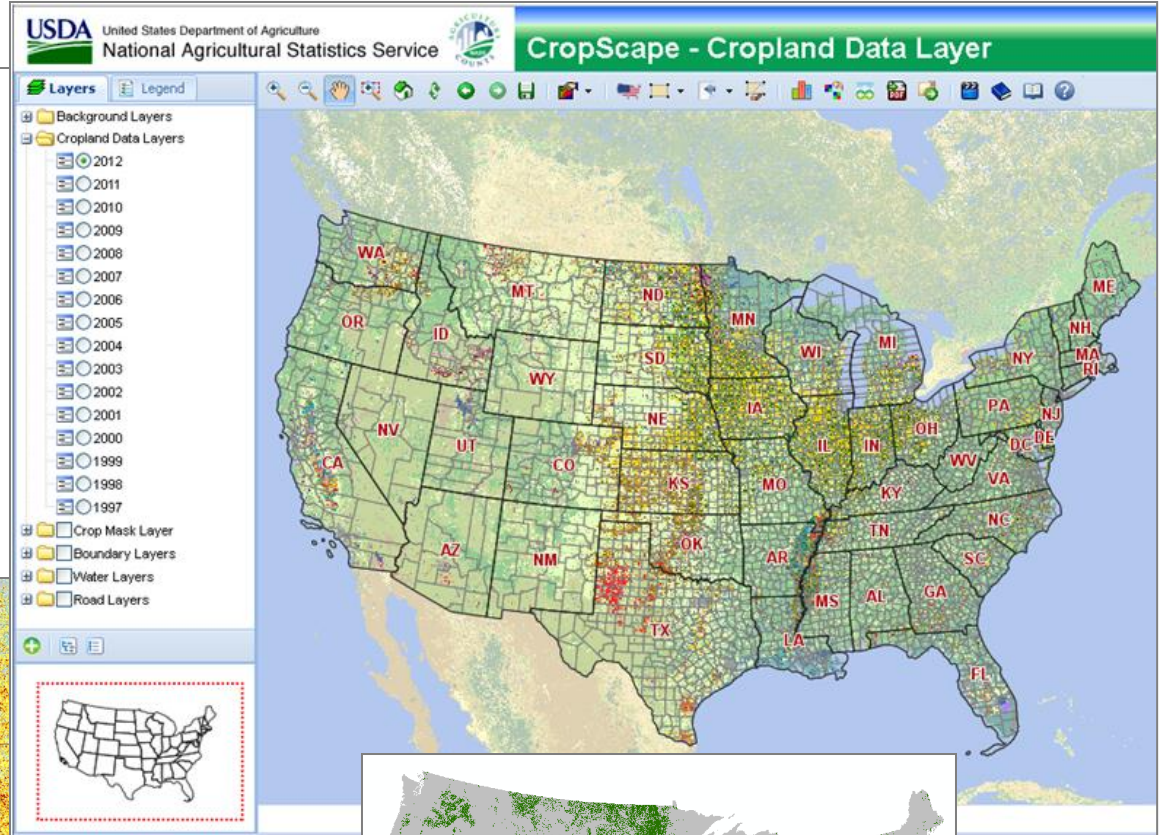 USDA
United States Department of Agriculture
National Agricultural Statistics Service
AGRICULTURE
COUNTS
CropScape - Cropland Data Layer
Layers
Legend
Background Layers
Cropland Data Layers
2012
2011
2010
2009
2008
2007
2006
2005
2004
2003
2002
2001
2000
1999
1998
1997
Crop Mask Layer
Boundary Layers
Water Layers
Road Layers
WA
MT
ND
MN
ME
OR
ID
SD
WI
MI
NH
NY
MA
RI
WY
NE
IA
PA
NJ
NV
UT
CO
KS
MO
IL
IN
OH
WV
DC
DE
VA
CA
KY
NC
AZ
NM
OK
AR
TN
SC
TX
LA
MS
AL
GA
FL
PDF